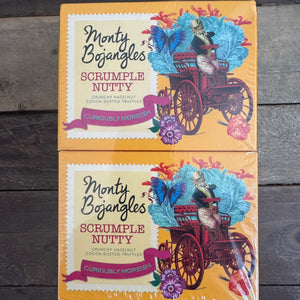 Monty
Bojangles'
SCRUMPLE
NUTTY
CRUNCHY HAZELNUT
COCOA DUSTED TRUFFLES
CURIOUSLY MOREISH
Monty
Bojangles'
SCRUMPLE
NUTTY
CRUNCHY HAZELNUT
COCOA DUSTED TRUFFLES
CURIOUSLY MOREISH